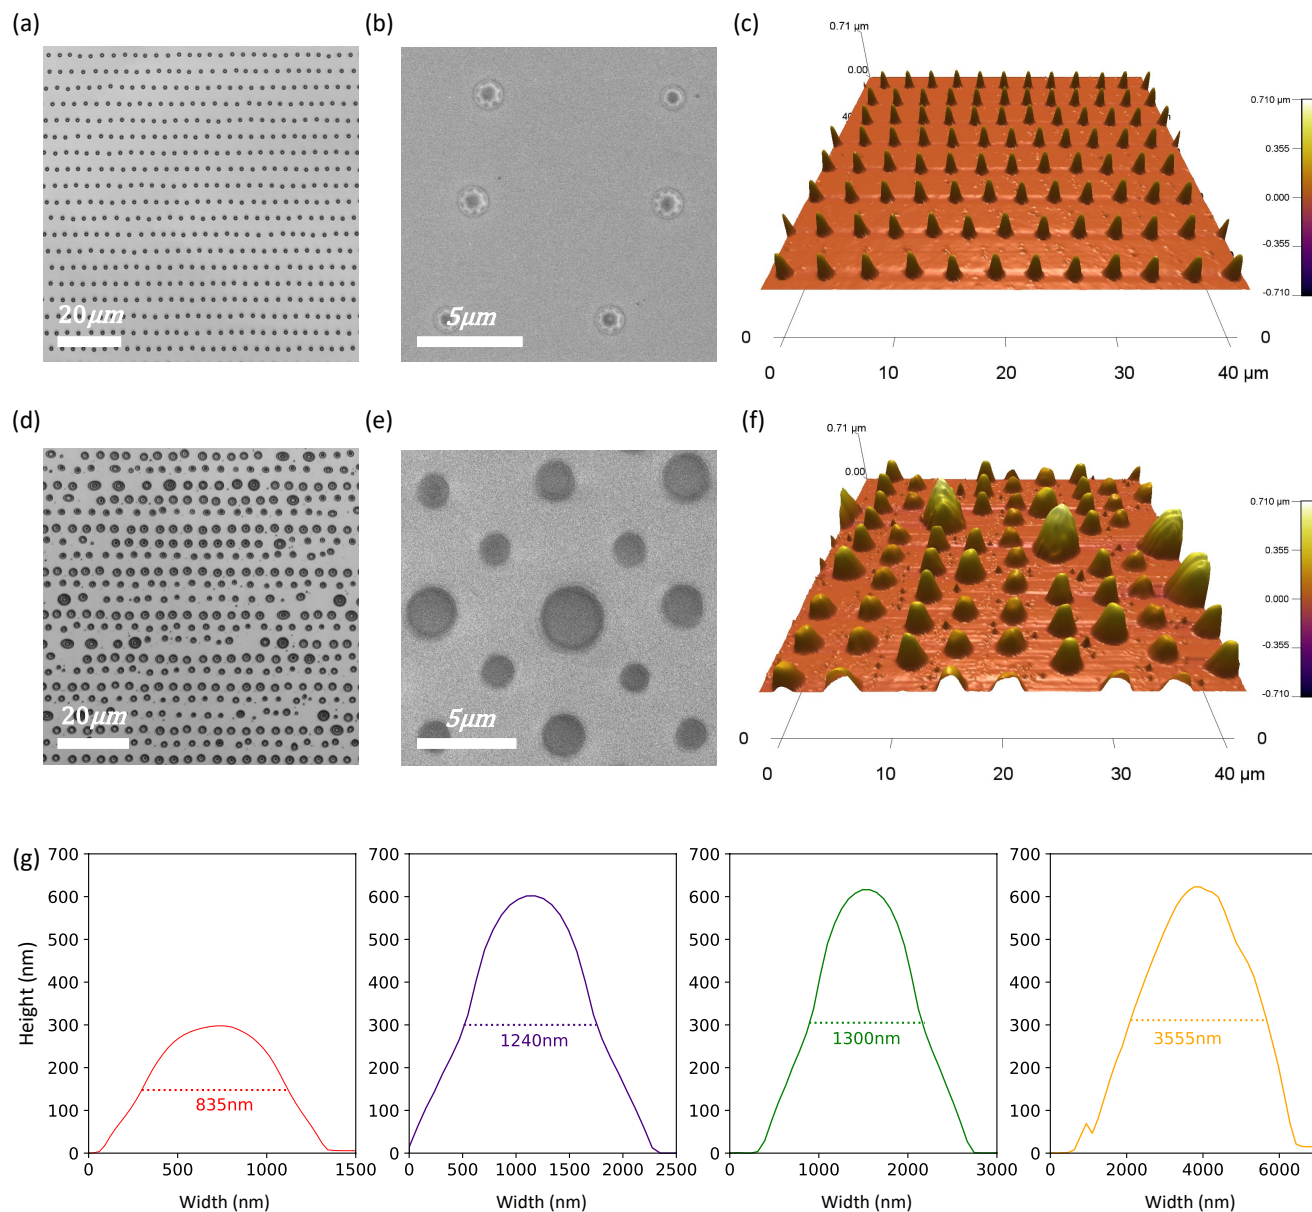 (a)
(b)
(c)
20μm
5μm
0.71 μm
0.00
0.710 μm
0.355
0.000
-0.355
-0.710
0
0
0
10
20
30
40 μm
(d)
(e)
(f)
20μm
5μm
0.71 μm
0.00
0.710 μm
0.355
0.000
-0.355
-0.710
0
0
0
10
20
30
40 μm
(g)
Height (nm)
700
600
500
400
300
200
100
0
835nm
0 500 1000 1500
Width (nm)
700
600
500
400
300
200
100
0
1240nm
0 500 1000 1500 2000 2500
Width (nm)
700
600
500
400
300
200
100
0
1300nm
0 1000 2000 3000
Width (nm)
700
600
500
400
300
200
100
0
3555nm
0 2000 4000 6000
Width (nm)